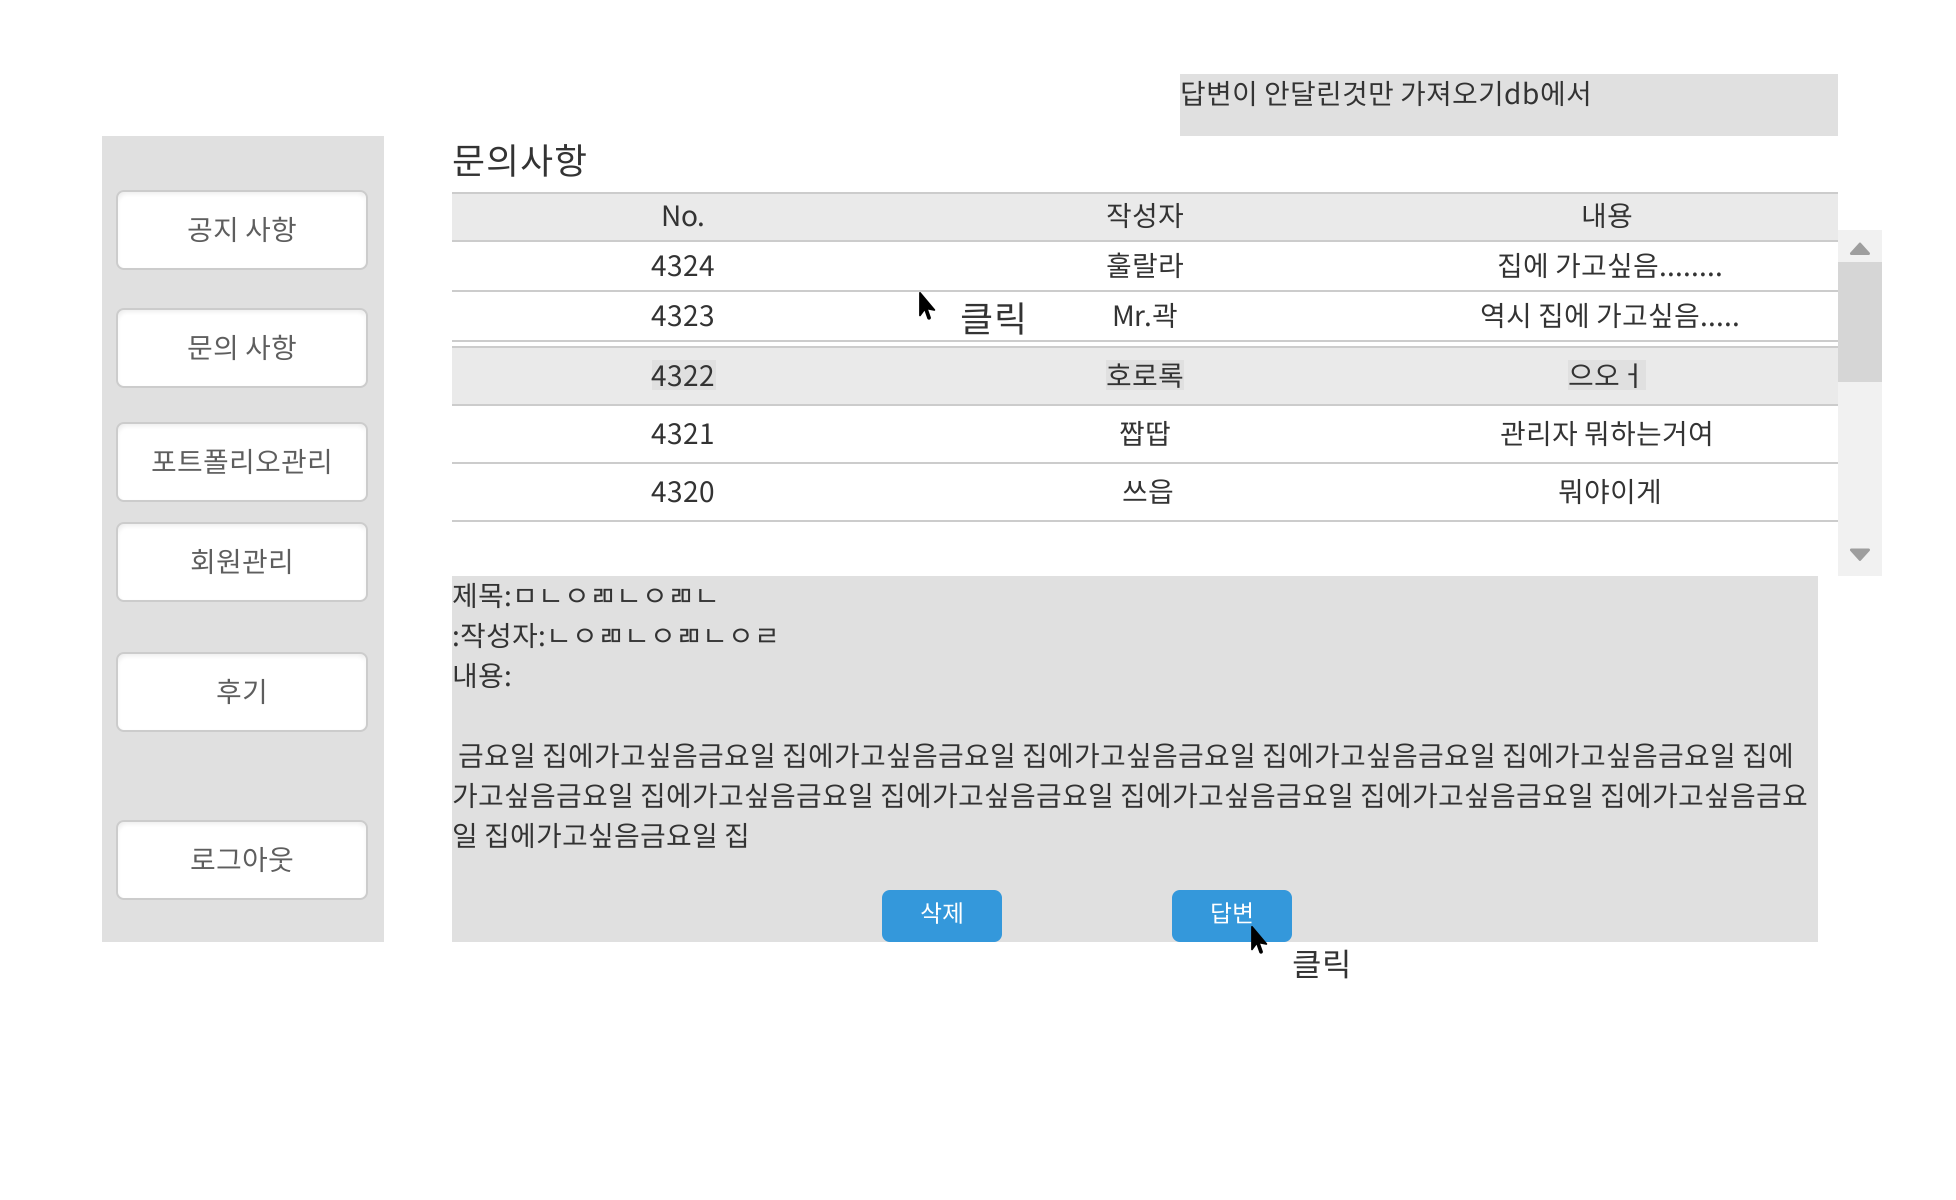 답변이 안달린것만 가져오기db에서
공지 사항
문의 사항
포트폴리오관리
회원관리
후기
로그아웃
문의사항
No. 작성자 내용
4324 훌랄라 집에 가고싶음........
4323 Mr.곽 역시 집에 가고싶음.....
클릭
4322 호로록 으오ㅓ
4321 짭땁 관리자 뭐하는거여
4320 쓰읍 뭐야이게
제목:ㅁㄴㅇㄻㄴㅇㄻㄴ
:작성자:ㄴㅇㄻㄴㅇㄻㄴㅇㄹ
내용:
금요일 집에가고싶음금요일 집에가고싶음금요일 집에가고싶음금요일 집에가고싶음금요일 집에가고싶음금요일 집에
가고싶음금요일 집에가고싶음금요일 집에가고싶음금요일 집에가고싶음금요일 집에가고싶음금요일 집에가고싶음금요
일 집에가고싶음금요일 집
삭제 답변
클릭